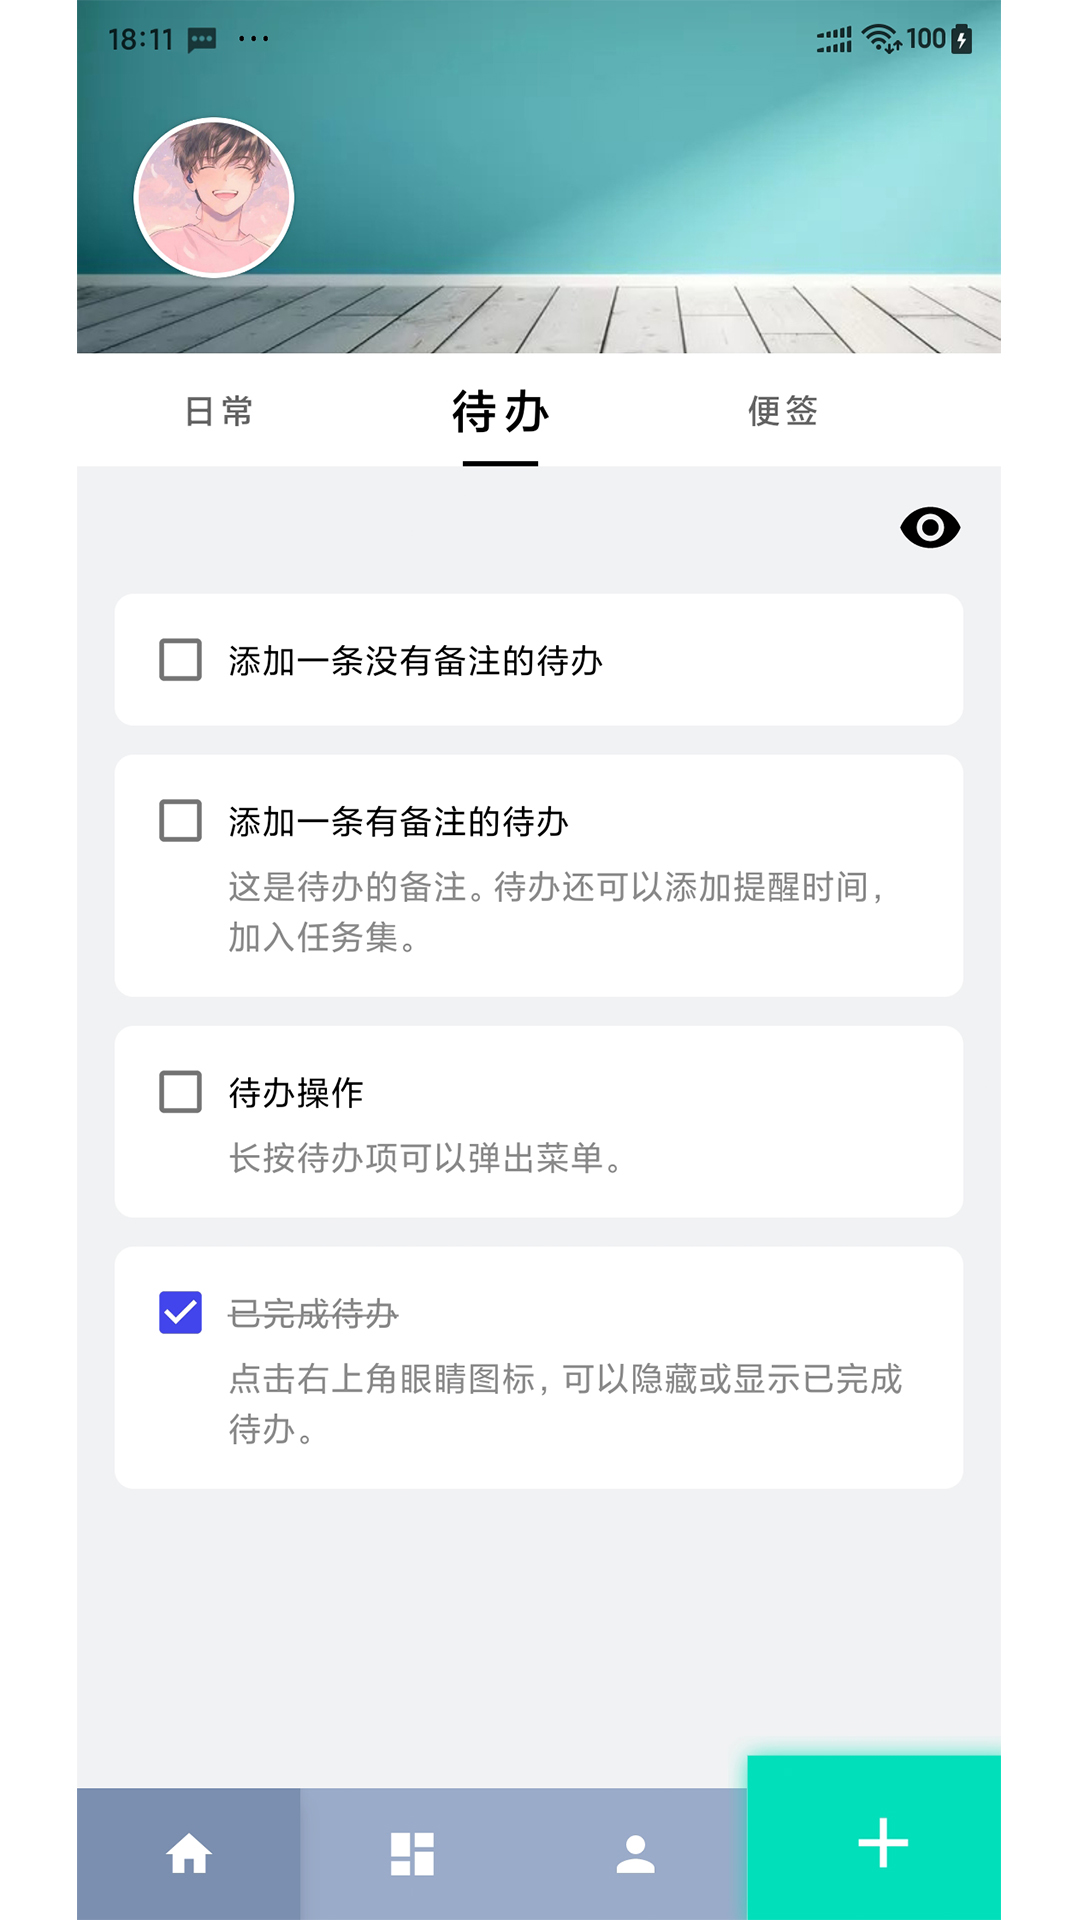 18:11 100
日常 待办 便签
添加一条没有备注的待办
添加一条有备注的待办
这是待办的备注。待办还可以添加提醒时间，
加入任务集。
待办操作
长按待办项可以弹出菜单。
已完成待办
点击右上角眼睛图标，可以隐藏或显示已完成
待办。